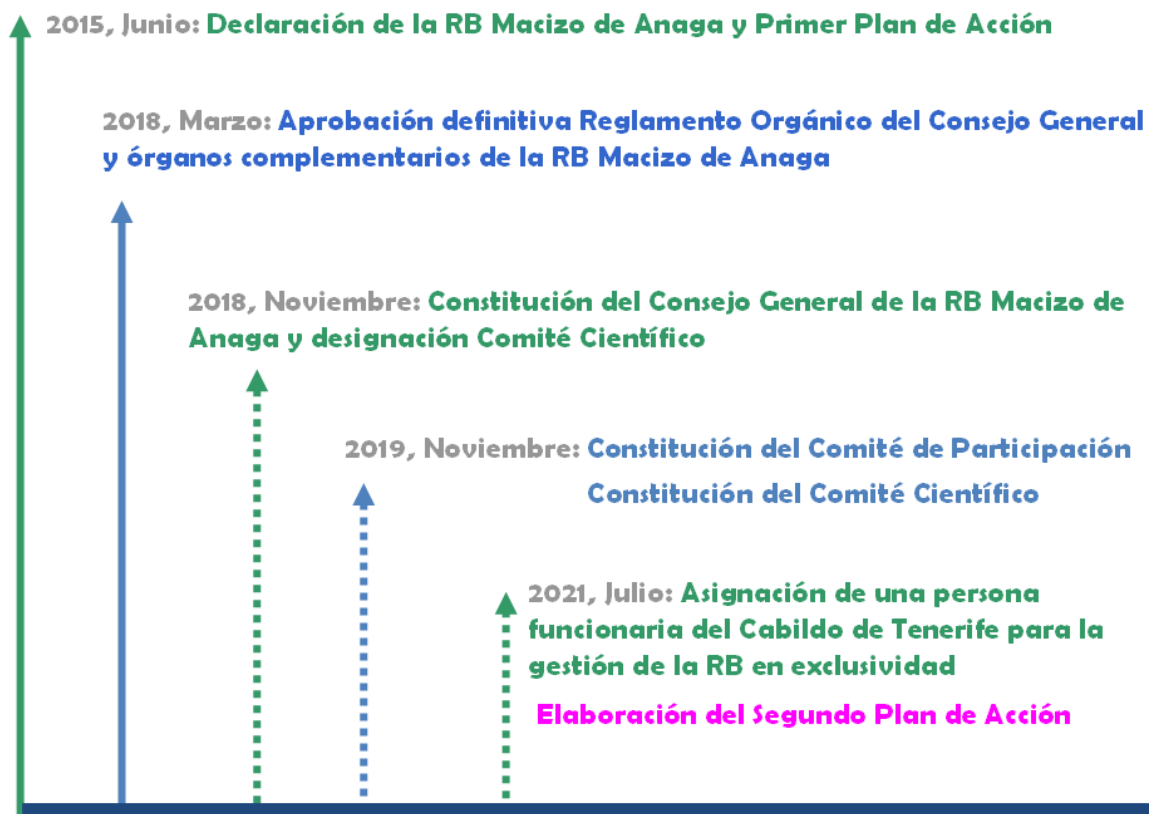 2015, Junio: Declaración de la RB Macizo de Anaga y Primer Plan de Acción
2018, Marzo: Aprobación definitiva Reglamento Orgánico del Consejo General
y órganos complementarios de la RB Macizo de Anaga
2018, Noviembre: Constitución del Consejo General de la RB Macizo de
Anaga y designación Comité Científico
2019, Noviembre: Constitución del Comité de Participación
Constitución del Comité Científico
2021, Julio: Asignación de una persona
funcionaria del Cabildo de Tenerife para la
gestión de la RB en exclusividad
Elaboración del Segundo Plan de Acción